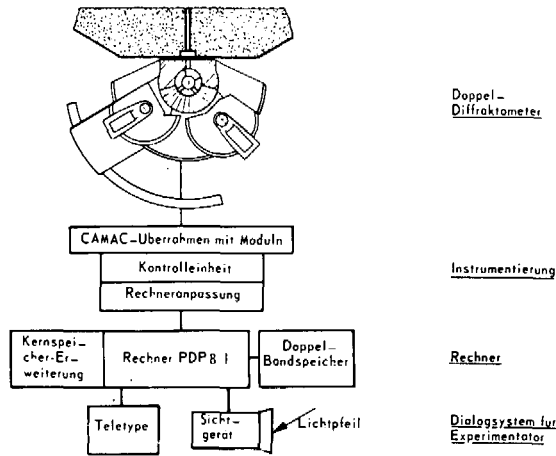 Doppel-
Diffraktometer
CAMAC-Überrahmen mit Moduln
Kontrolleinheit
Rechneranpassung
Instrumentierung
Kernspei-
cher-Er-
weiterung
Rechner PDP 8 I
Doppel-
Bandspeicher
Rechner
Teletype
Sicht-
gerät
Lichtpfeil
Dialogsystem für
Experimentator